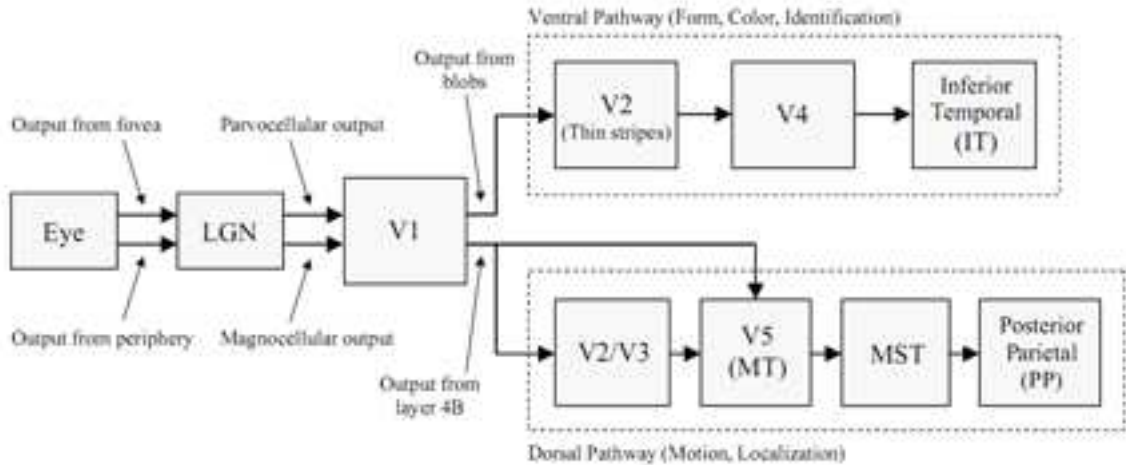 Ventral Pathway (Form, Color, Identification)
Output from
blobs
V2
(Thin stripes)
V4
Inferior
Temporal
(IT)
Output from fovea
Parvocellular output
Eye
LGN
V1
Output from periphery
Magnocellular output
Output from
layer 4B
V2/V3
V5
(MT)
MST
Posterior
Parietal
(PP)
Dorsal Pathway (Motion, Localization)